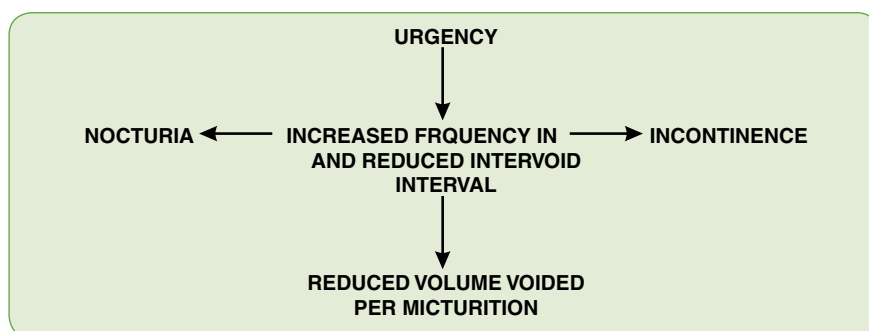 URGENCY
NOCTURIA
INCREASED FRQUENCY IN
AND REDUCED INTERVOID
INTERVAL
INCONTINENCE
REDUCED VOLUME VOIDED
PER MICTURITION